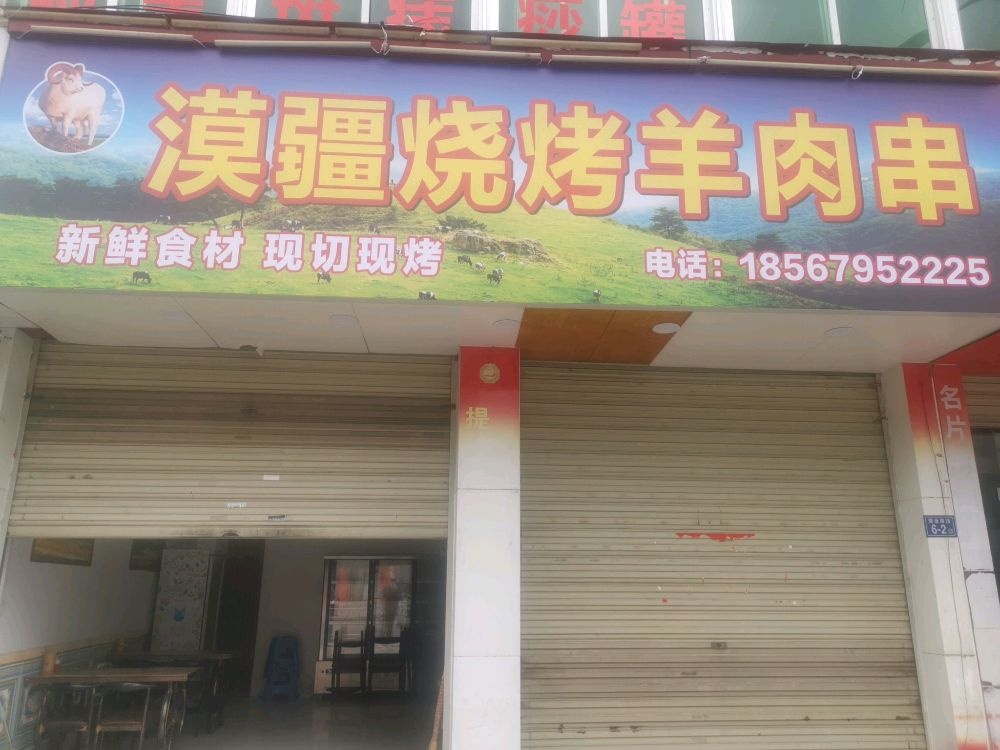 漠疆烧烤羊肉串
新鲜食材 现切现烤
电话：18567952225
提
名片
6-2